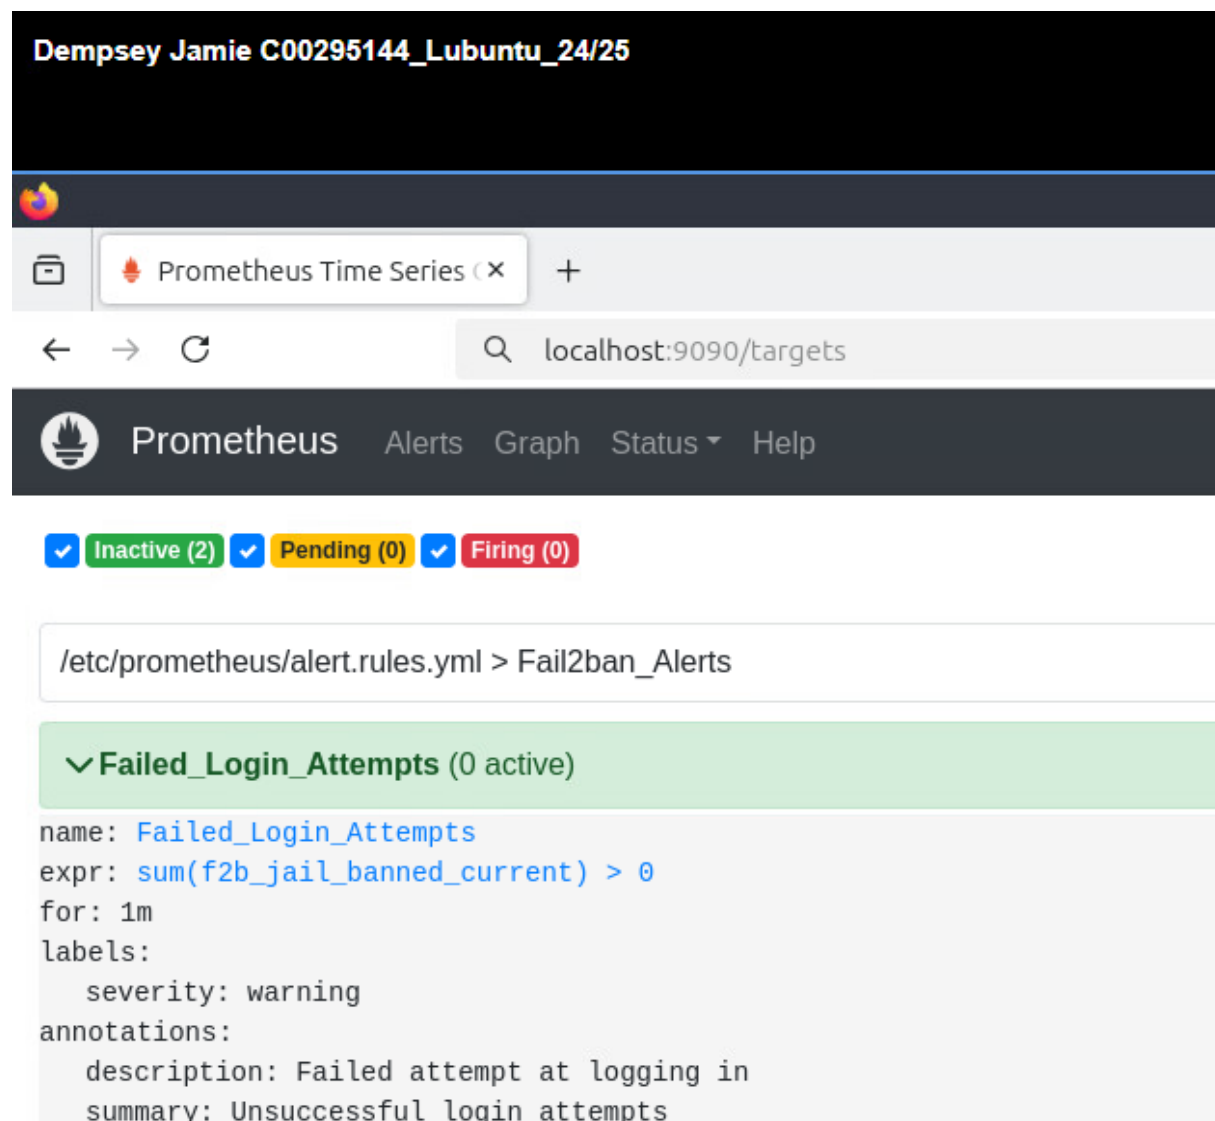 Dempsey Jamie C00295144_Lubuntu_24/25
Prometheus Time Series
localhost:9090/targets
Prometheus Alerts Graph Status Help
Inactive (2) Pending (0) Firing (0)
/etc/prometheus/alert.rules.yml > Fail2ban_Alerts
Failed_Login_Attempts (0 active)
name: Failed_Login_Attempts
expr: sum(f2b_jail_banned_current) > 0
for: 1m
labels:
severity: warning
annotations:
description: Failed attempt at logging in
summary: Unsuccessful login attempts